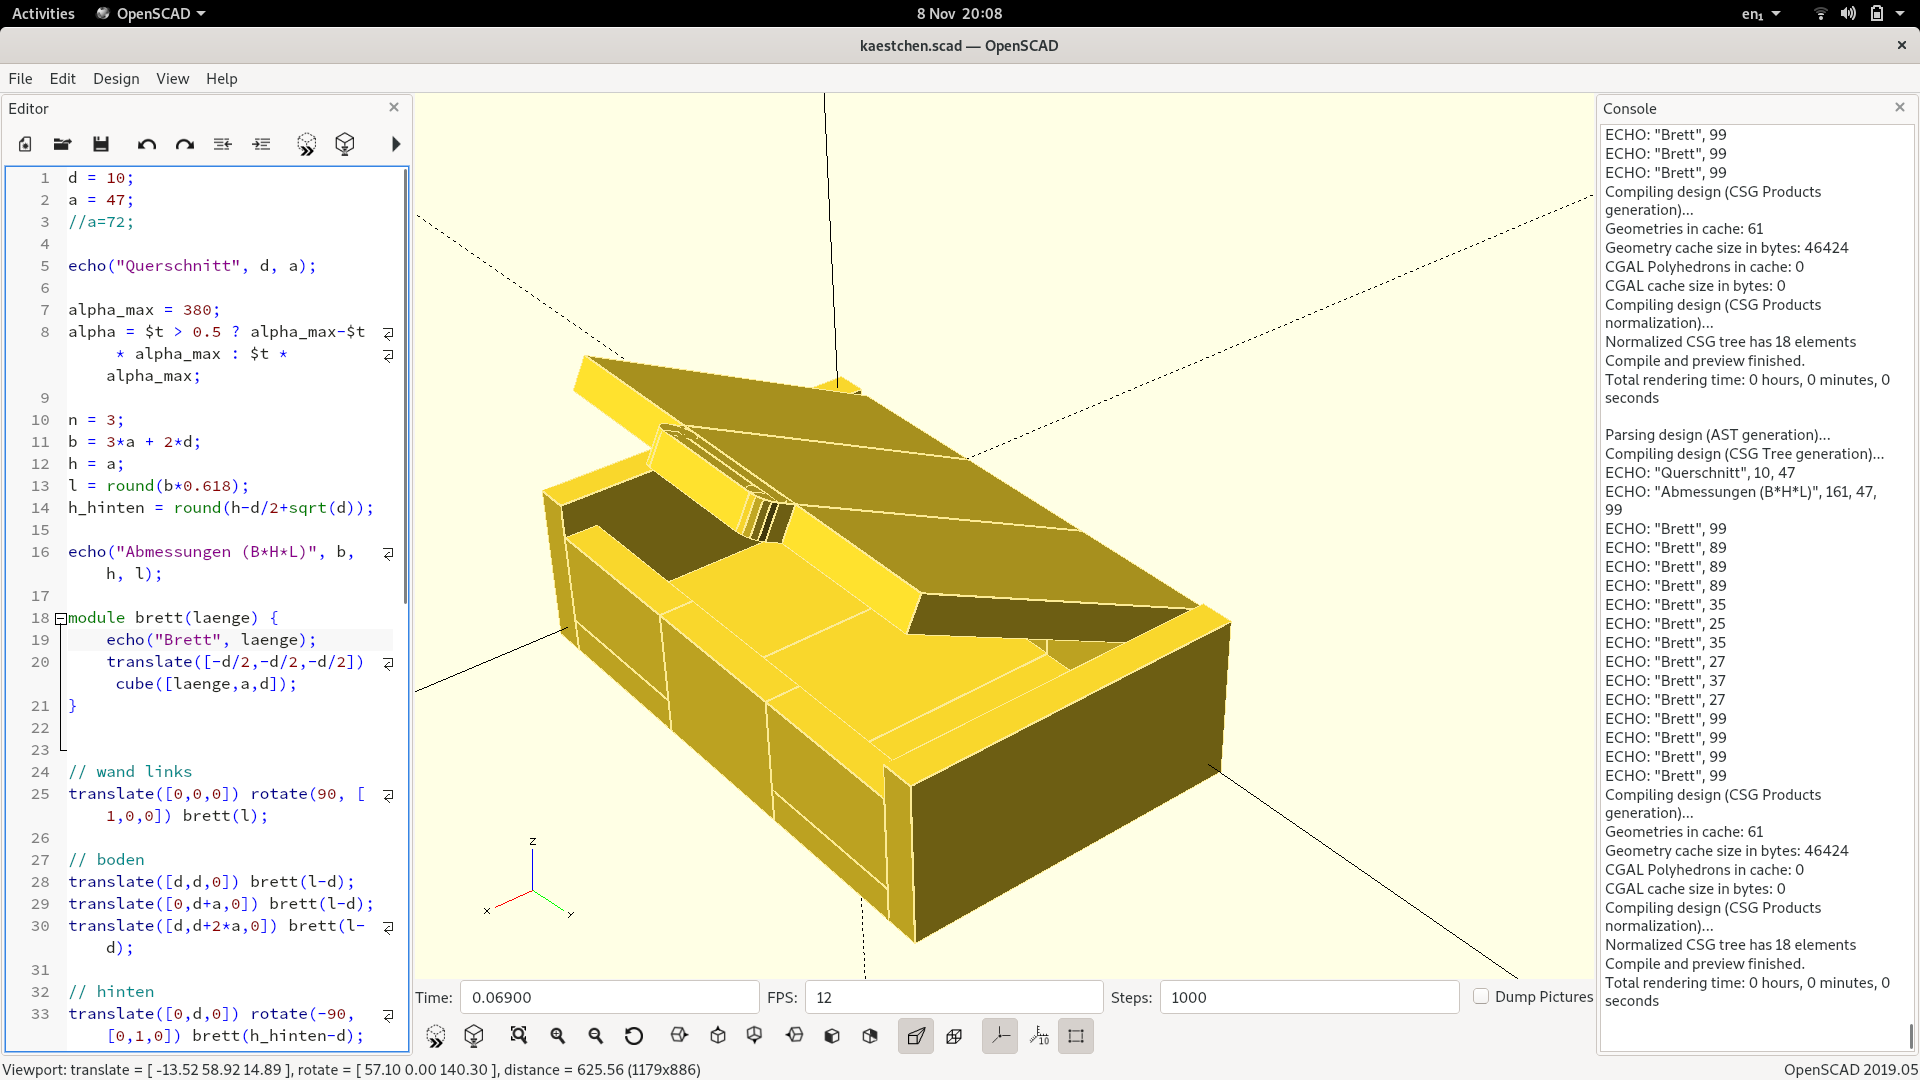 Activities
OpenSCAD
8 Nov 20:08
en₁
kaestchen.scad — OpenSCAD
File
Edit
Design
View
Help
Editor
1 d = 10;
2 a = 47;
3 //a=72;
4
5 echo("Querschnitt", d, a);
6
7 alpha_max = 380;
8 alpha = $t > 0.5 ? alpha_max-$t
* alpha_max : $t *
alpha_max;
9
10 n = 3;
11 b = 3*a + 2*d;
12 h = a;
13 l = round(b*0.618);
14 h_hinten = round(h-d/2+sqrt(d));
15
16 echo("Abmessungen (B*H*L)", b,
h, l);
17
18 module brett(laenge) {
19 echo("Brett", laenge);
20 translate([-d/2,-d/2,-d/2])
cube([laenge,a,d]);
21 }
22
23
24 // wand links
25 translate([0,0,0]) rotate(90, [
1,0,0]) brett(l);
26
27 // boden
28 translate([d,d,0]) brett(l-d);
29 translate([0,d+a,0]) brett(l-d);
30 translate([d,d+2*a,0]) brett(l-
d);
31
32 // hinten
33 translate([0,d,0]) rotate(-90,
[0,1,0]) brett(h_hinten-d);
z
x
y
Time:
0.06900
FPS:
12
Steps:
1000
Dump Pictures
10
Console
ECHO: "Brett", 99
ECHO: "Brett", 99
ECHO: "Brett", 99
Compiling design (CSG Products
generation)...
Geometries in cache: 61
Geometry cache size in bytes: 46424
CGAL Polyhedrons in cache: 0
CGAL cache size in bytes: 0
Compiling design (CSG Products
normalization)...
Normalized CSG tree has 18 elements
Compile and preview finished.
Total rendering time: 0 hours, 0 minutes, 0
seconds
Parsing design (AST generation)...
Compiling design (CSG Tree generation)...
ECHO: "Querschnitt", 10, 47
ECHO: "Abmessungen (B*H*L)", 161, 47,
99
ECHO: "Brett", 99
ECHO: "Brett", 89
ECHO: "Brett", 89
ECHO: "Brett", 89
ECHO: "Brett", 35
ECHO: "Brett", 25
ECHO: "Brett", 35
ECHO: "Brett", 27
ECHO: "Brett", 37
ECHO: "Brett", 27
ECHO: "Brett", 99
ECHO: "Brett", 99
ECHO: "Brett", 99
ECHO: "Brett", 99
Compiling design (CSG Products
generation)...
Geometries in cache: 61
Geometry cache size in bytes: 46424
CGAL Polyhedrons in cache: 0
CGAL cache size in bytes: 0
Compiling design (CSG Products
normalization)...
Normalized CSG tree has 18 elements
Compile and preview finished.
Total rendering time: 0 hours, 0 minutes, 0
seconds
Viewport: translate = [ -13.52 58.92 14.89 ], rotate = [ 57.10 0.00 140.30 ], distance = 625.56 (1179x886)
OpenSCAD 2019.05